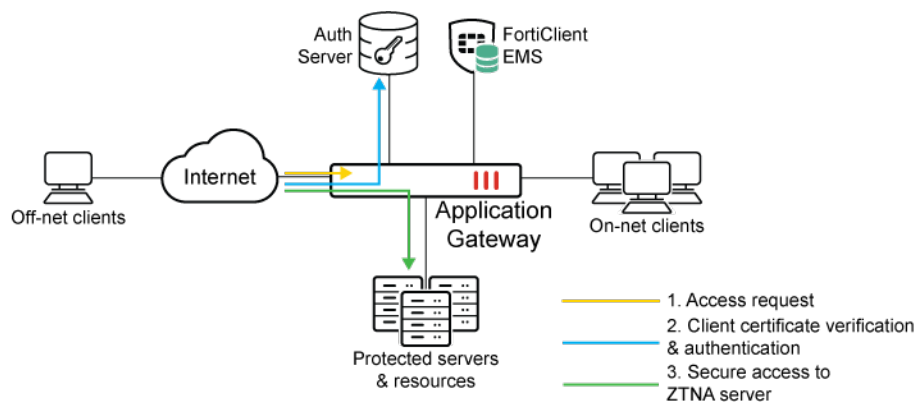 Auth
Server
FortiClient
EMS
Internet
Off-net clients
Application
Gateway
On-net clients
Protected servers
& resources
1. Access request
2. Client certificate verification
& authentication
3. Secure access to
ZTNA server